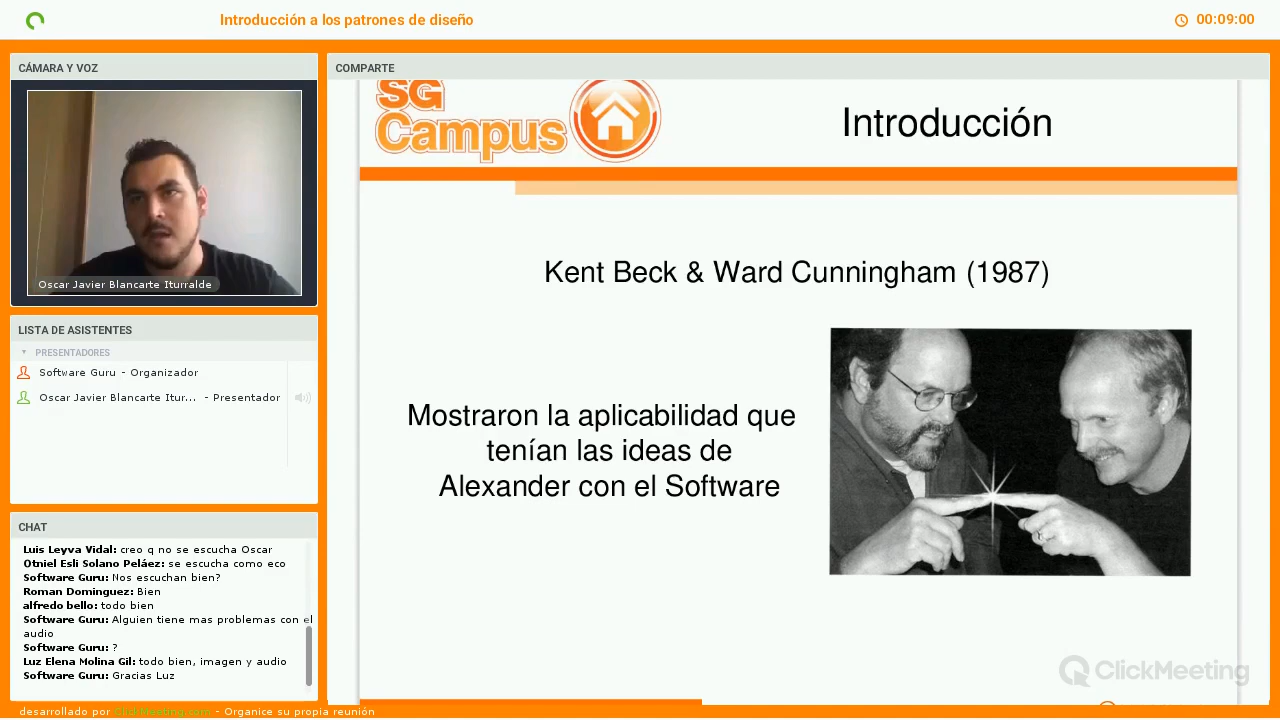 Introducción a los patrones de diseño
00:09:00
CÁMARA Y VOZ
Oscar Javier Blancarte Iturralde
LISTA DE ASISTENTES
PRESENTADORES
Software Guru - Organizador
Oscar Javier Blancarte Itur... - Presentador
CHAT
Luis Leyva Vidal: creo q no se escucha Oscar
Otniel Esli Solano Peláez: se escucha como eco
Software Guru: Nos escuchan bien?
Roman Dominguez: Bien
alfredo bello: todo bien
Software Guru: Alguien tiene mas problemas con el
audio
Software Guru: ?
Luz Elena Molina Gil: todo bien, imagen y audio
Software Guru: Gracias Luz
desarrollado por ClickMeeting.com - Organice su propia reunión
COMPARTE
SG
Campus
Introducción
Kent Beck & Ward Cunningham (1987)
Mostraron la aplicabilidad que
tenían las ideas de
Alexander con el Software
ClickMeeting